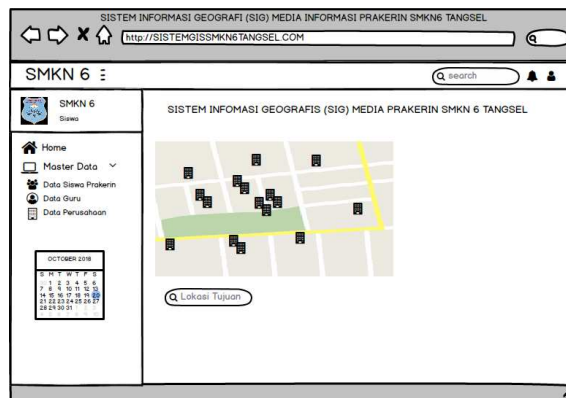 SISTEM INFORMASI GEOGRAFI (SIG) MEDIA INFORMASI PRAKERIN SMKN6 TANGSEL
http://SISTEMGISSMKN6TANGSEL.COM
SMKN 6
search
SMKN 6
Siswa
SISTEM INFOMASI GEOGRAFIS (SIG) MEDIA PRAKERIN SMKN 6 TANGSEL
Home
Master Data
Data Siswa Prakerin
Data Guru
Data Perusahaan
Lokasi Tujuan
OCTOBER 2018
S M T W T F S
1 2 3 4 5 6
7 8 9 10 11 12 13
14 15 16 17 18 19 20
21 22 23 24 25 26 27
28 29 30 31